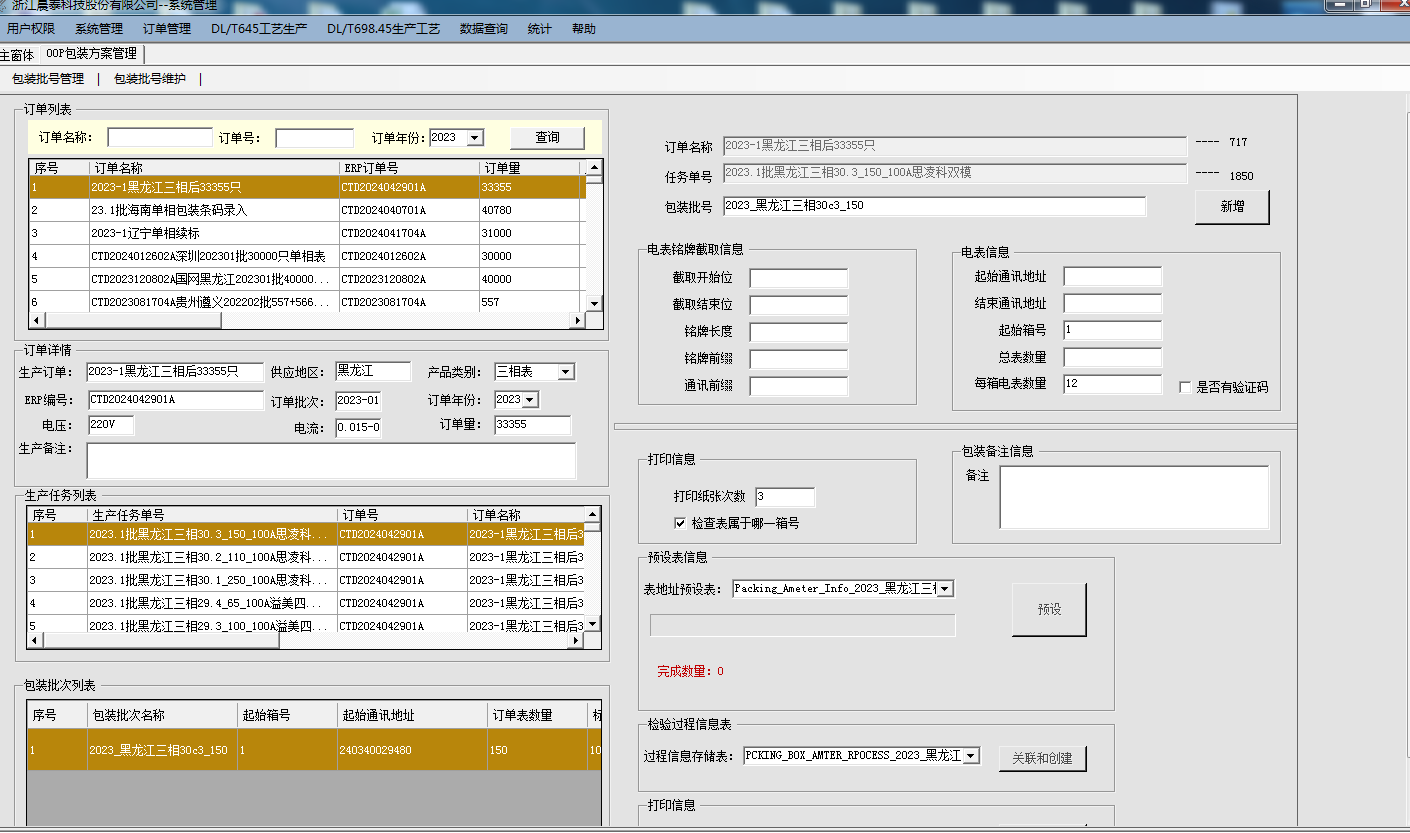 浙江晨泰科技股份有限公司--系统管理
用户权限 系统管理 订单管理 DL/T645工艺生产 DL/T698.45生产工艺 数据查询 统计 帮助
主窗体 OOP包装方案管理
包装批号管理 | 包装批号维护 |
订单列表
订单名称: 订单号: 订单年份: 2023 查询
序号 订单名称 ERP订单号 订单量
1 2023-1黑龙江三相后33355只 CTD2024042901A 33355
2 23.1批海南单相包装条码录入 CTD2024040701A 40780
3 2023-1辽宁单相续标 CTD2024041704A 31000
4 CTD2024012602A深圳202301批30000只单相表 CTD2024012602A 30000
5 CTD2023120802A国网黑龙江202301批40000... CTD2023120802A 40000
6 CTD2023081704A贵州遵义202202批557+566... CTD2023081704A 557
订单详情
生产订单: 2023-1黑龙江三相后33355只 供应地区: 黑龙江 产品类别: 三相表
ERP编号: CTD2024042901A 订单批次: 2023-01 订单年份: 2023
电压: 220V 电流: 0.015-0 订单量: 33355
生产备注:
生产任务列表
序号 生产任务单号 订单号 订单名称
1 2023.1批黑龙江三相30.3_150_100A思凌科... CTD2024042901A 2023-1黑龙江三相后3
2 2023.1批黑龙江三相30.2_110_100A思凌科... CTD2024042901A 2023-1黑龙江三相后3
3 2023.1批黑龙江三相30.1_250_100A思凌科... CTD2024042901A 2023-1黑龙江三相后3
4 2023.1批黑龙江三相29.4_65_100A溢美四... CTD2024042901A 2023-1黑龙江三相后3
5 2023.1批黑龙江三相29.3_100_100A溢美四... CTD2024042901A 2023-1黑龙江三相后3
包装批次列表
序号 包装批次名称 起始箱号 起始通讯地址 订单表数量
1 2023_黑龙江三相30c3_150 1 240340029480 150 10
订单名称 2023-1黑龙江三相后33355只 ---- 717
任务单号 2023.1批黑龙江三相30.3_150_100A思凌科双模 ---- 1850
包装批号 2023_黑龙江三相30c3_150 新增
电表铭牌截取信息
截取开始位
截取结束位
铭牌长度
铭牌前缀
通讯前缀
电表信息
起始通讯地址
结束通讯地址
起始箱号 1
总表数量
每箱电表数量 12 是否有验证码
打印信息
打印纸张次数 3
检查表属于哪一箱号
包装备注信息
备注
预设表信息
表地址预设表: Packing_Ameter_Info_2023_黑龙江三 预设
完成数量: 0
检验过程信息表
过程信息存储表: PCKING_BOX_AMTER_RPOCESS_2023_黑龙江 关联和创建
打印信息